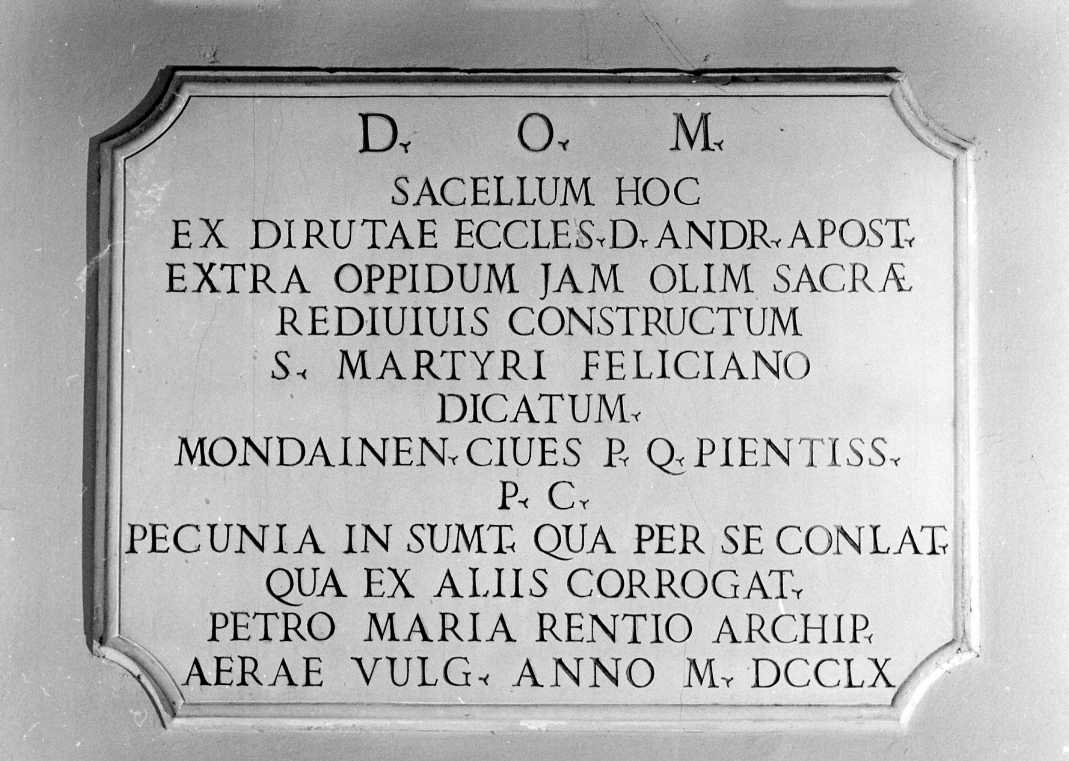 D. O. M.
SACELLUM HOC
EX DIRUTAE ECCLES. D. ANDR. APOST.
EXTRA OPPIDUM JAM OLIM SACRÆ
REDIUIUIS CONSTRUCTUM
S. MARTYRI FELICIANO
DICATUM.
MONDAINEN. CIUES P. Q. PIENTISS.
P. C.
PECUNIA IN SUMT. QUA PER SE CONLAT.
QUA EX ALIIS CORROGAT.
PETRO MARIA RENTIO ARCHIP.
AERAE VULG. ANNO M. DCCLX